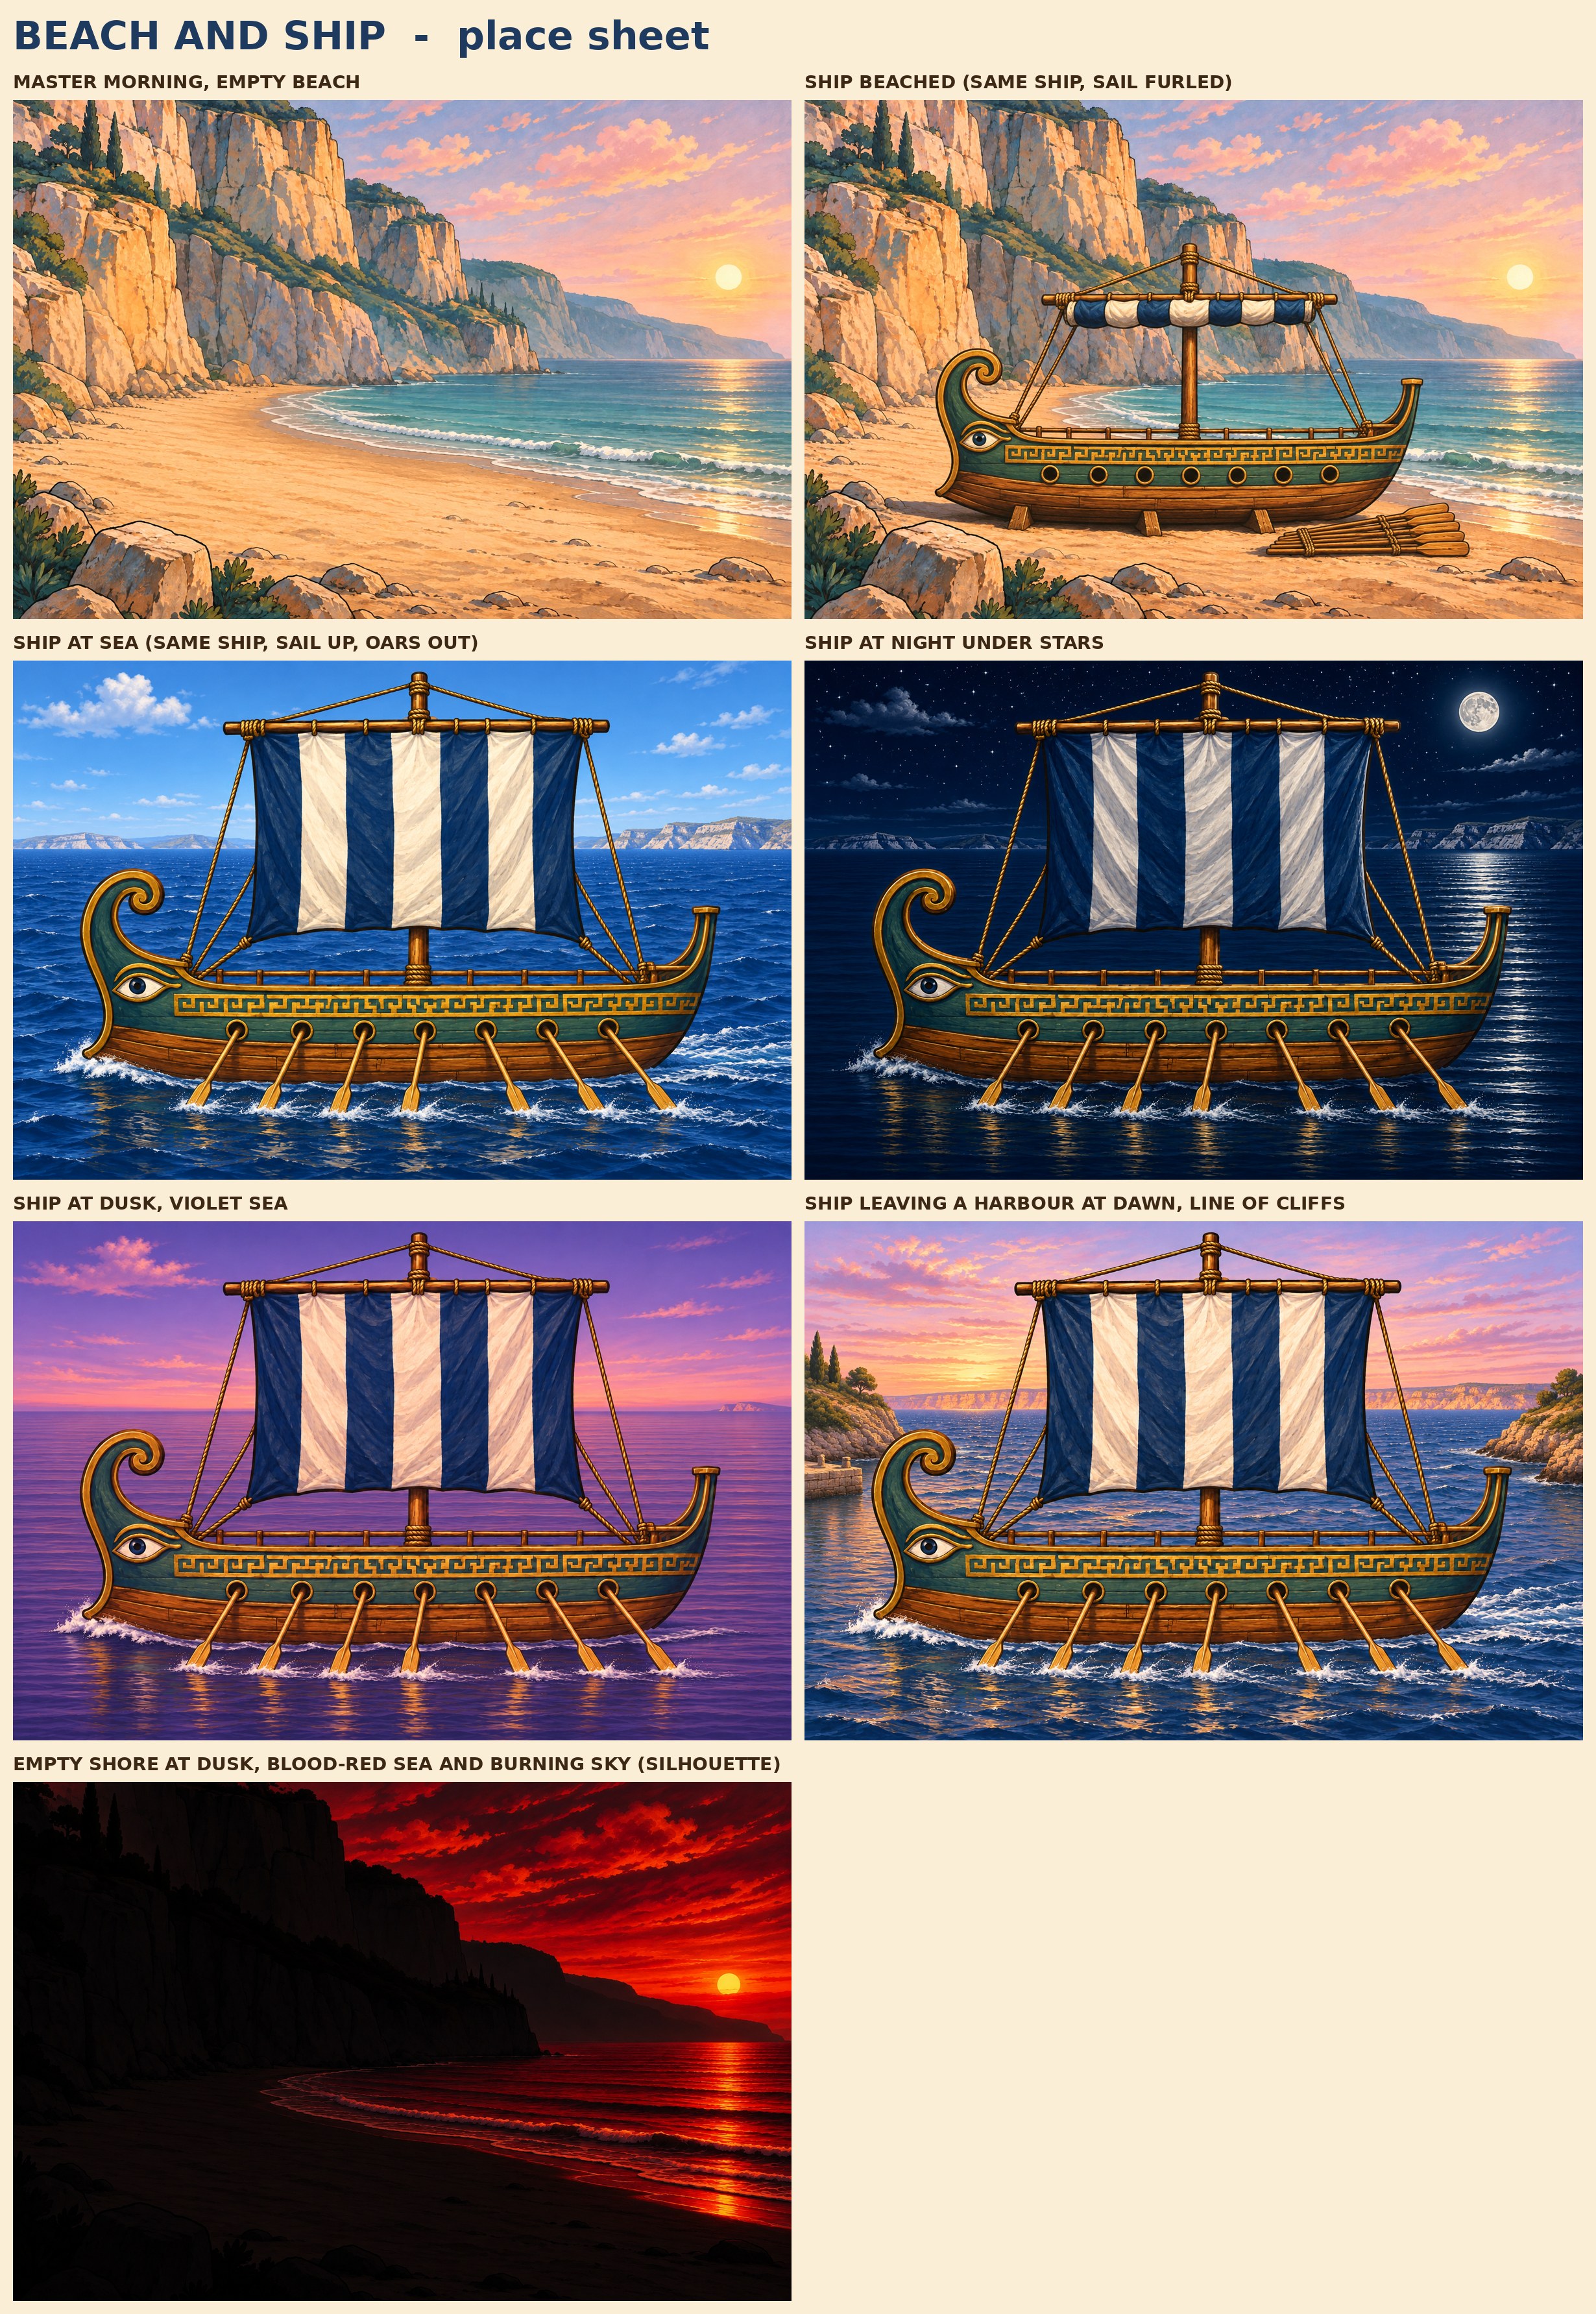 BEACH AND SHIP - place sheet
MASTER MORNING, EMPTY BEACH
SHIP BEACHED (SAME SHIP, SAIL FURLED)
SHIP AT SEA (SAME SHIP, SAIL UP, OARS OUT)
SHIP AT NIGHT UNDER STARS
SHIP AT DUSK, VIOLET SEA
SHIP LEAVING A HARBOUR AT DAWN, LINE OF CLIFFS
EMPTY SHORE AT DUSK, BLOOD-RED SEA AND BURNING SKY (SILHOUETTE)